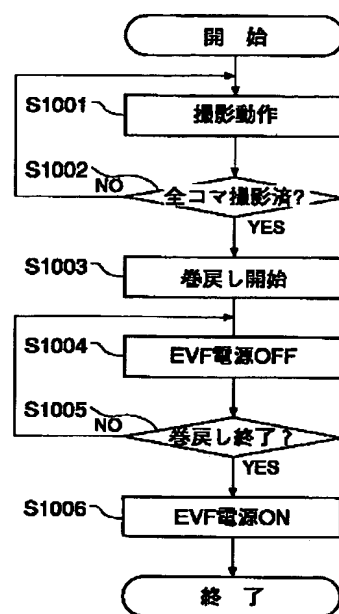 開 始
S1001
撮影動作
S1002
全コマ撮影済?
NO
YES
S1003
巻戻し開始
S1004
EVF電源OFF
S1005
巻戻し終了?
NO
YES
S1006
EVF電源ON
終 了